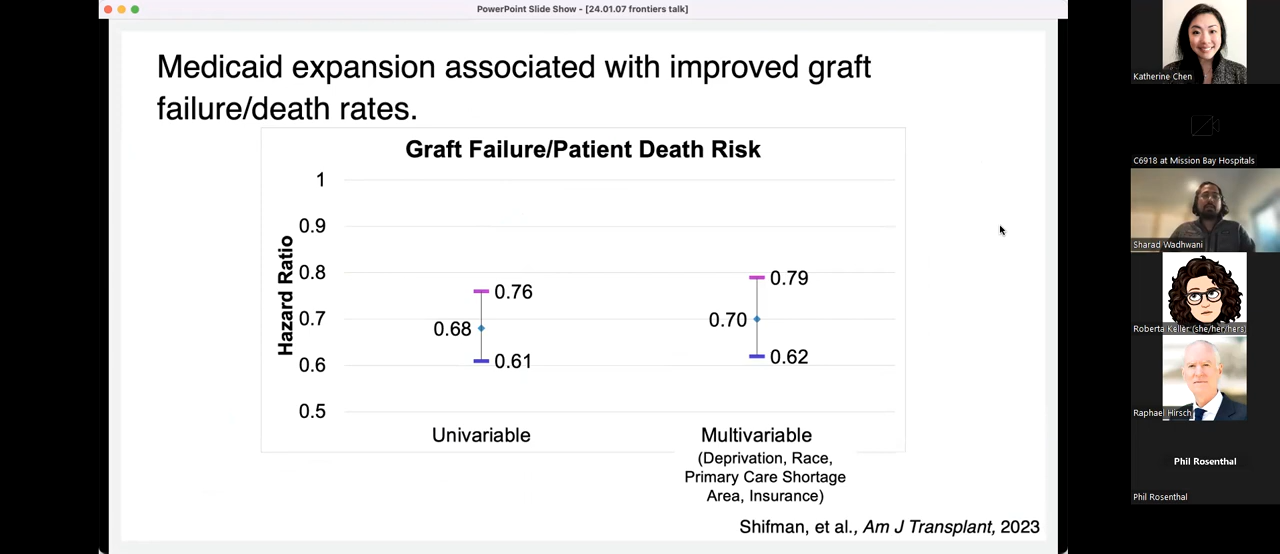 PowerPoint Slide Show - [24.01.07 frontiers talk]
Medicaid expansion associated with improved graft
failure/death rates.
Graft Failure/Patient Death Risk
Hazard Ratio
1
0.9
0.8
0.7
0.6
0.5
0.76
0.68
0.61
0.79
0.70
0.62
Univariable
Multivariable
(Deprivation, Race,
Primary Care Shortage
Area, Insurance)
Shifman, et al., Am J Transplant, 2023
Katherine Chen
C6918 at Mission Bay Hospitals
Sharad Wadhwani
Roberta Keller (she/her/hers)
Raphael Hirsch
Phil Rosenthal
Phil Rosenthal